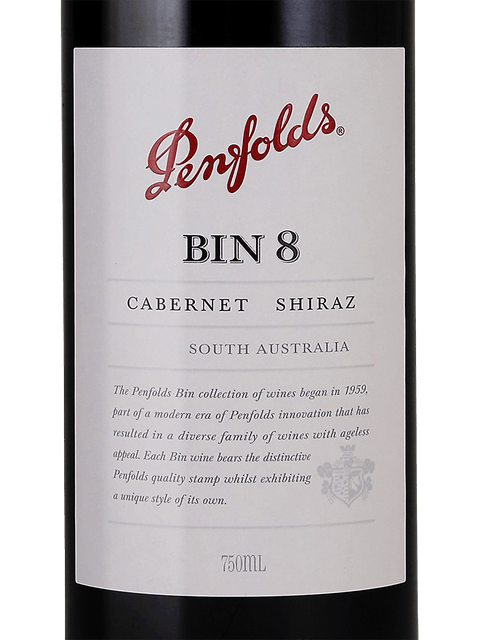 Penfolds®
BIN 8
CABERNET SHIRAZ
SOUTH AUSTRALIA
The Penfolds Bin collection of wines began in 1959,
part of a modern era of Penfolds innovation that has
resulted in a diverse family of wines with ageless
appeal. Each Bin wine bears the distinctive
Penfolds quality stamp whilst exhibiting
a unique style of its own.
750ML